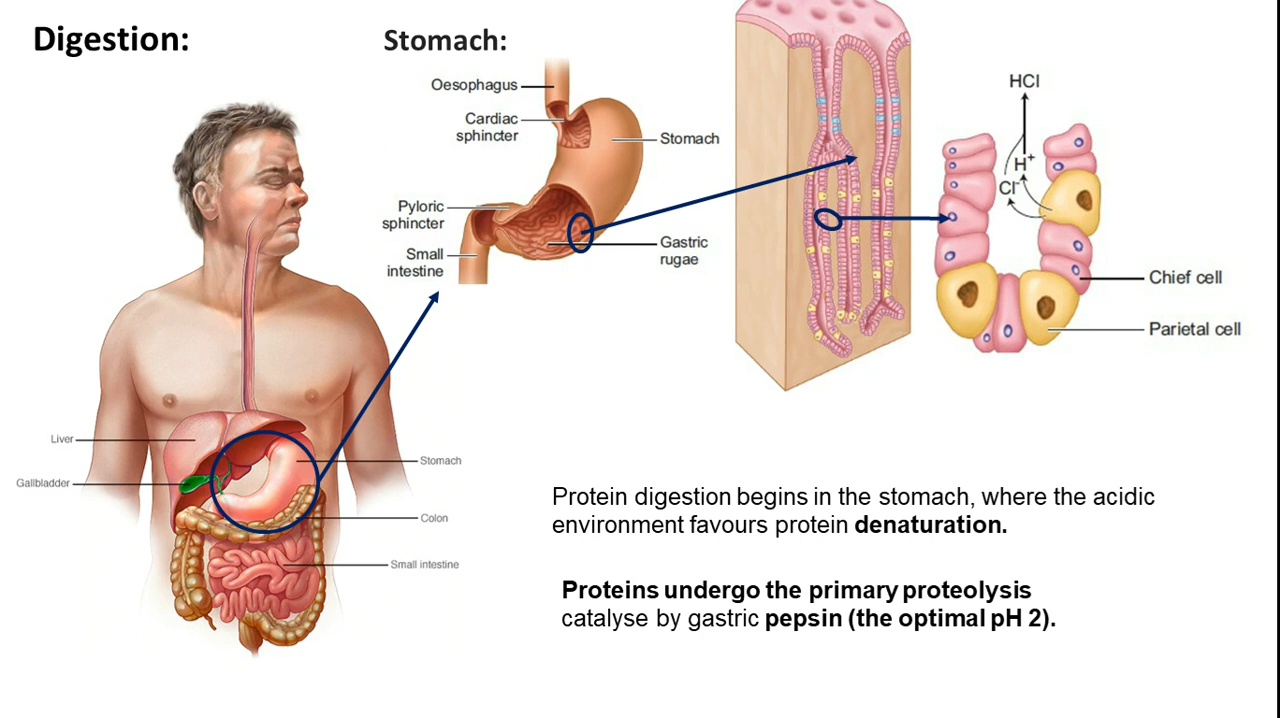 Digestion:
Stomach:
Oesophagus
Cardiac
sphincter
Stomach
Pyloric
sphincter
Small
intestine
Gastric
rugae
HCl
H+
Cl-
Chief cell
Parietal cell
Liver
Gallbladder
Stomach
Colon
Small intestine
Protein digestion begins in the stomach, where the acidic
environment favours protein denaturation.
Proteins undergo the primary proteolysis
catalyse by gastric pepsin (the optimal pH 2).